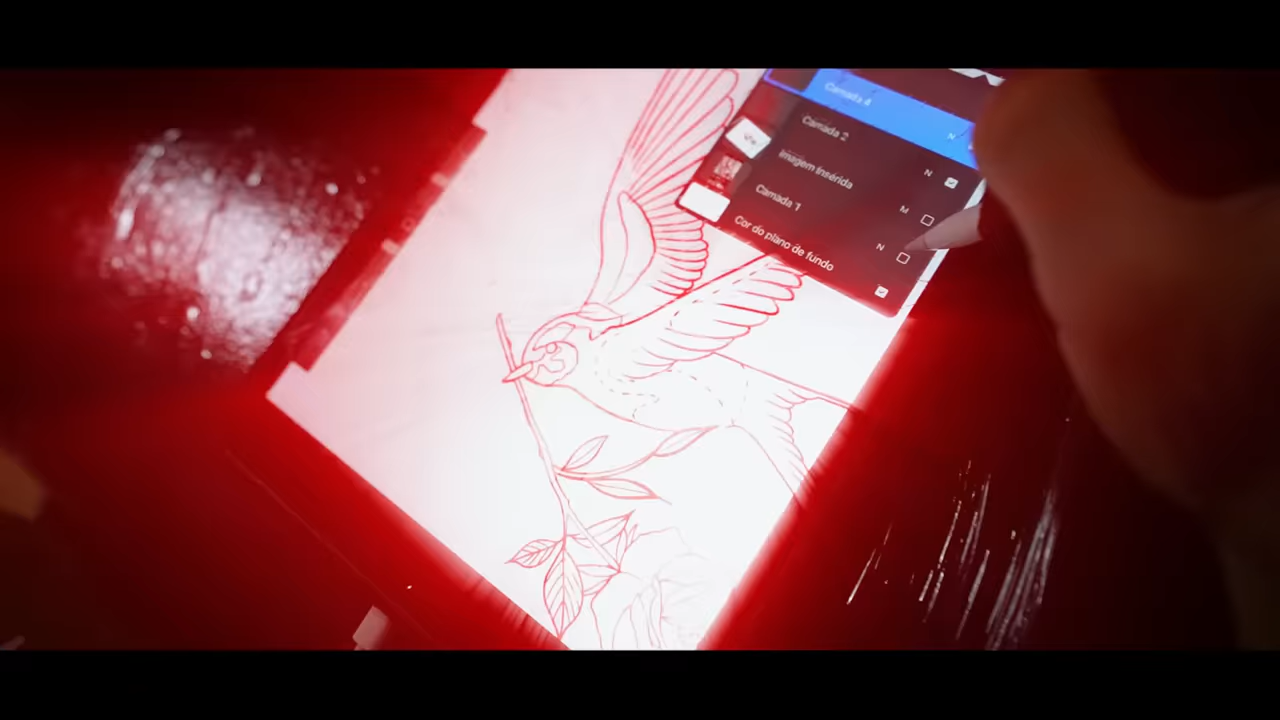 Camada 4
N
Camada 2
N
Imagem inserida
M
Camada 1
N
Cor do plano de fundo